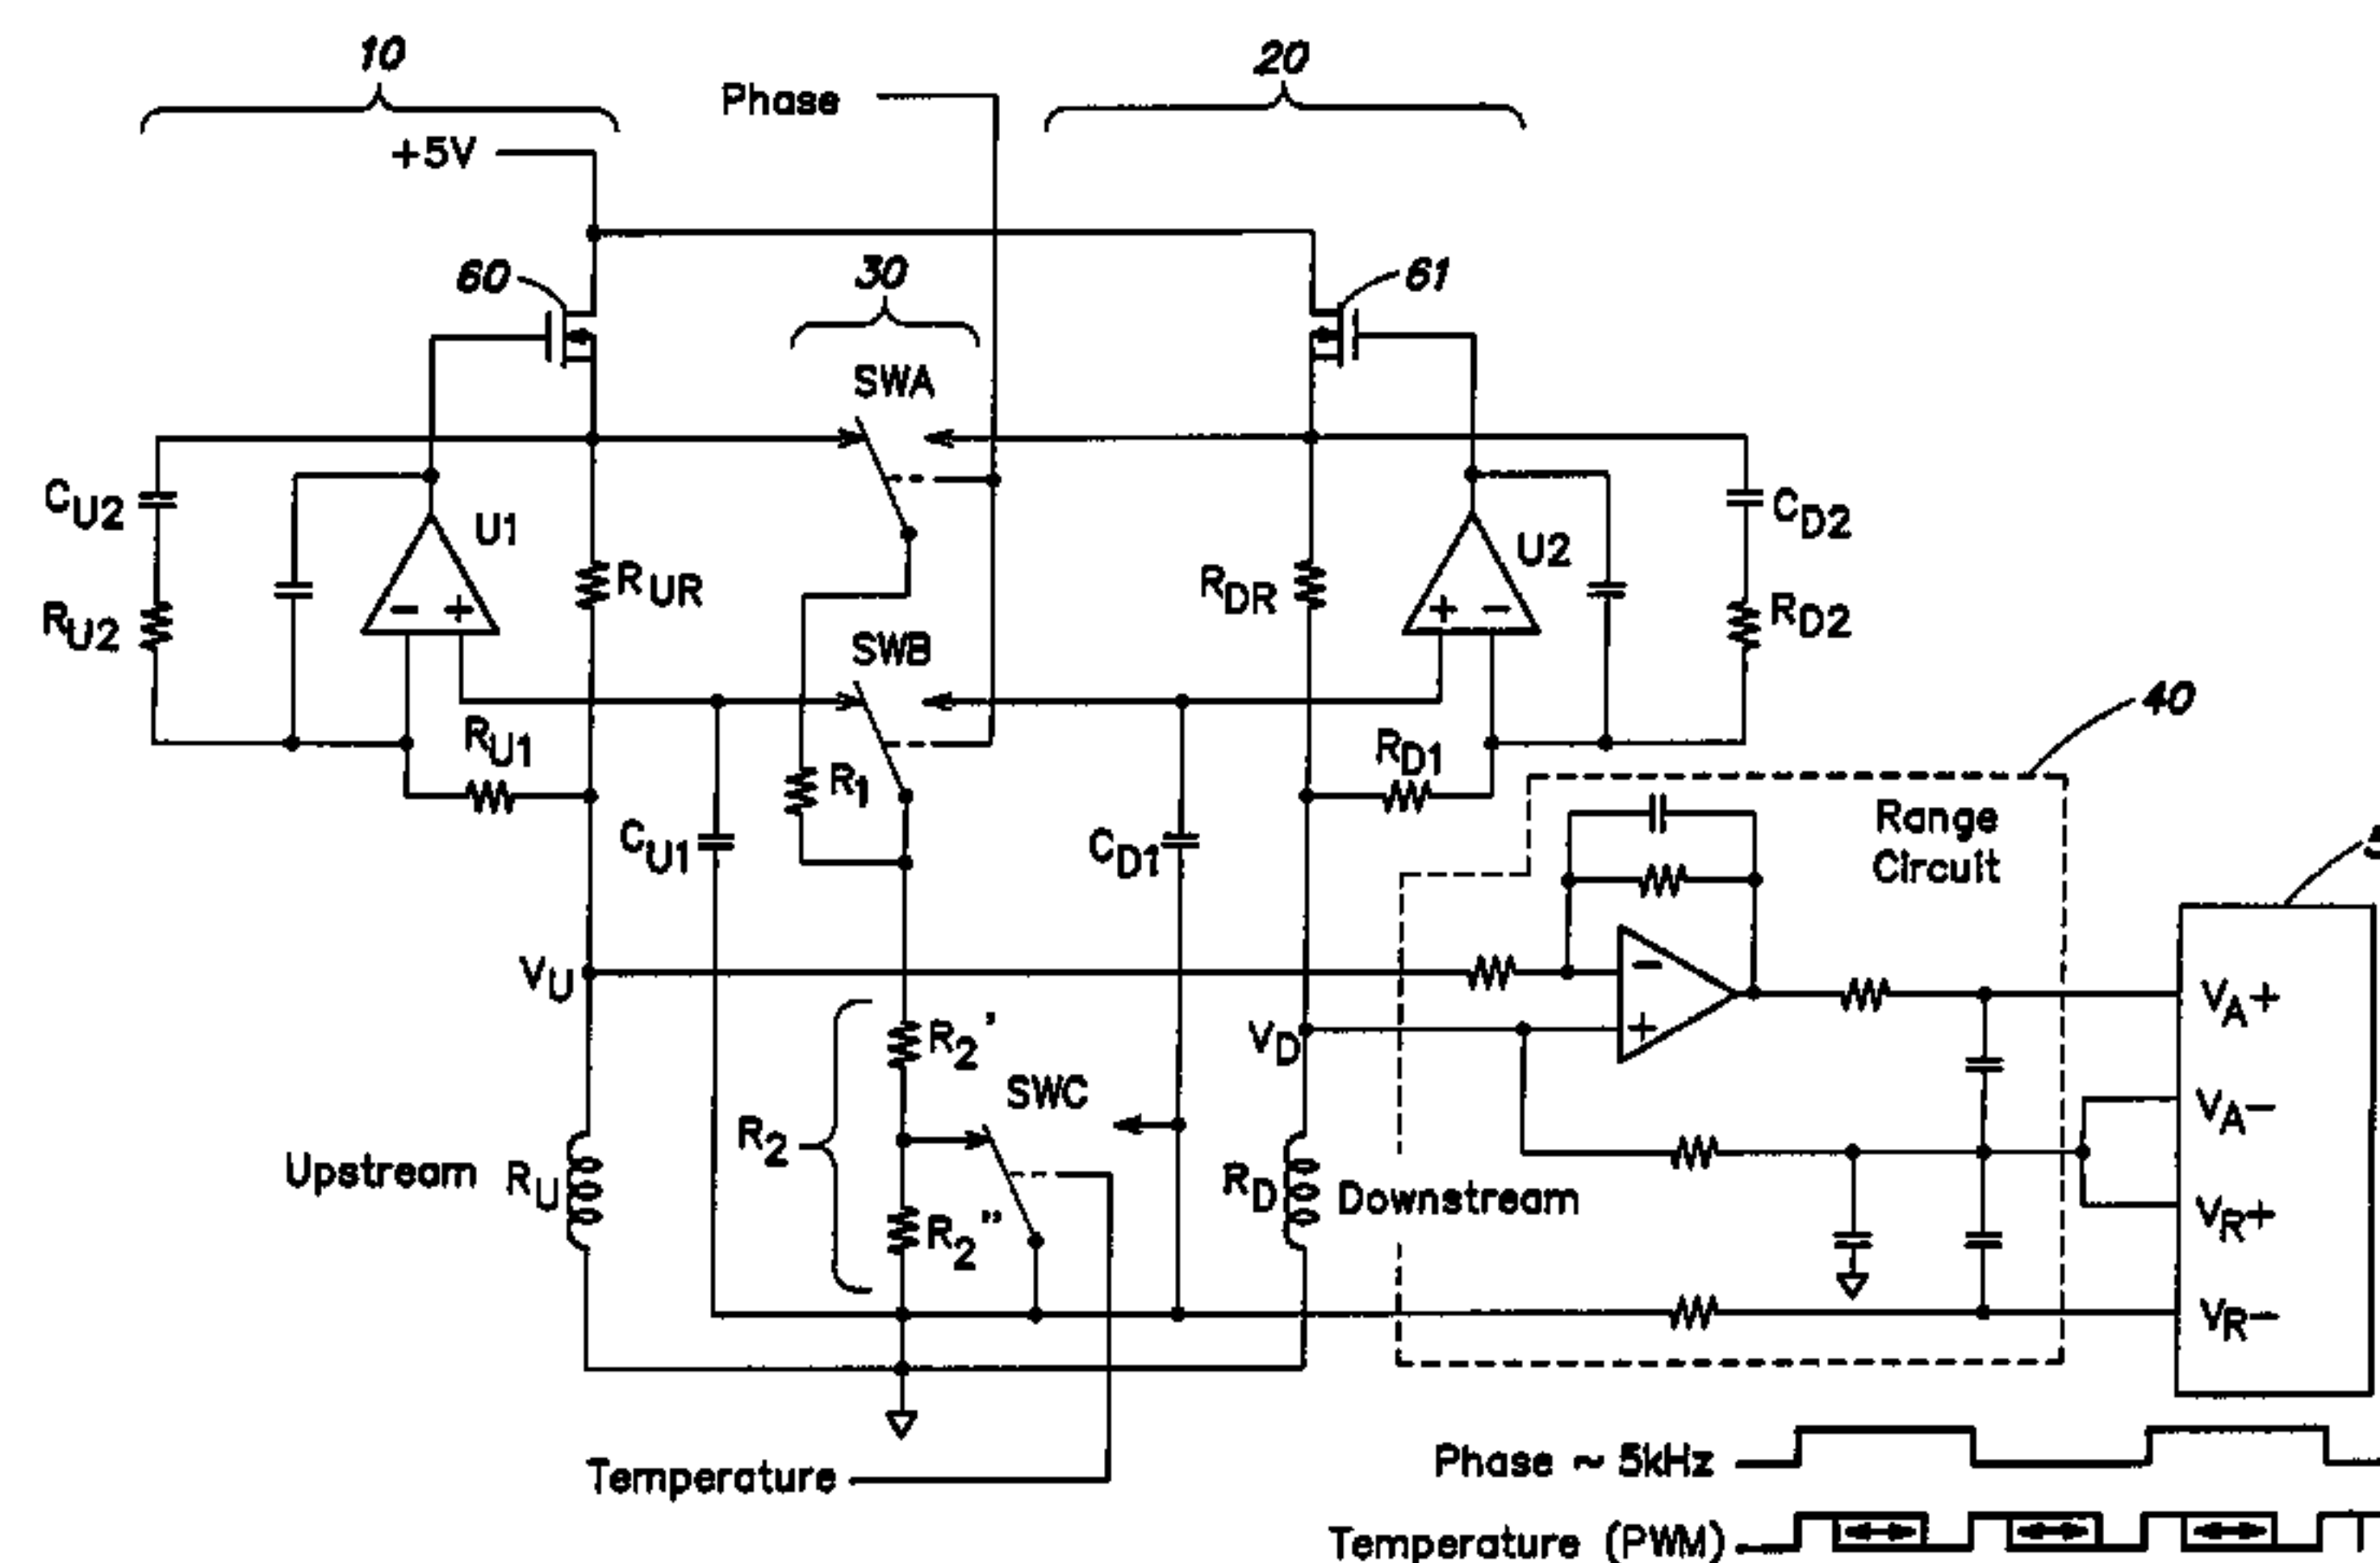 10
20
Phase
+5V
60
30
61
SWA
CU2
U1
U2
CD2
RU2
RUR
RDR
RD2
- +
+ -
SWB
40
RU1
RD1
R1
Range
Circuit
CU1
CD1
VU
-
VA+
R2'
VD
+
SWC
VA-
R2
Upstream
RU
RD
Downstream
R2"
VR+
VR-
Phase ~ 5kHz
Temperature
Temperature (PWM)